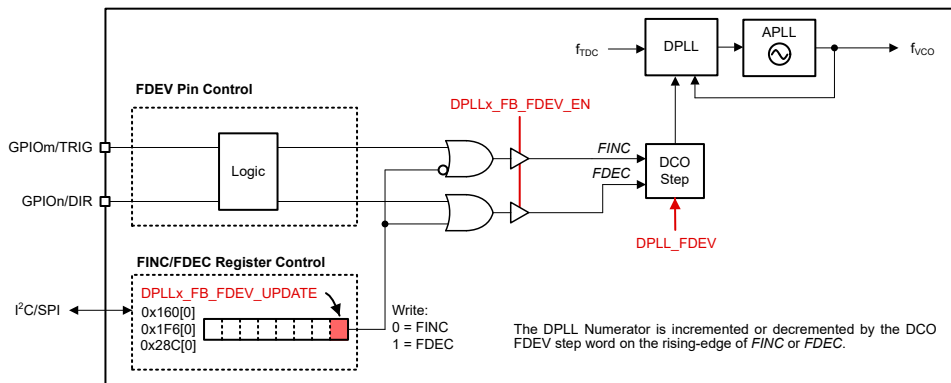 f_TDC
DPLL
APLL
f_VCO
FDEV Pin Control
DPLLx_FB_FDEV_EN
GPIOm/TRIG
Logic
FINC
DCO
Step
FDEC
GPIOn/DIR
DPLL_FDEV
FINC/FDEC Register Control
DPLLx_FB_FDEV_UPDATE
I²C/SPI
0x160[0]
0x1F6[0]
0x28C[0]
Write:
0 = FINC
1 = FDEC
The DPLL Numerator is incremented or decremented by the DCO
FDEV step word on the rising-edge of FINC or FDEC.